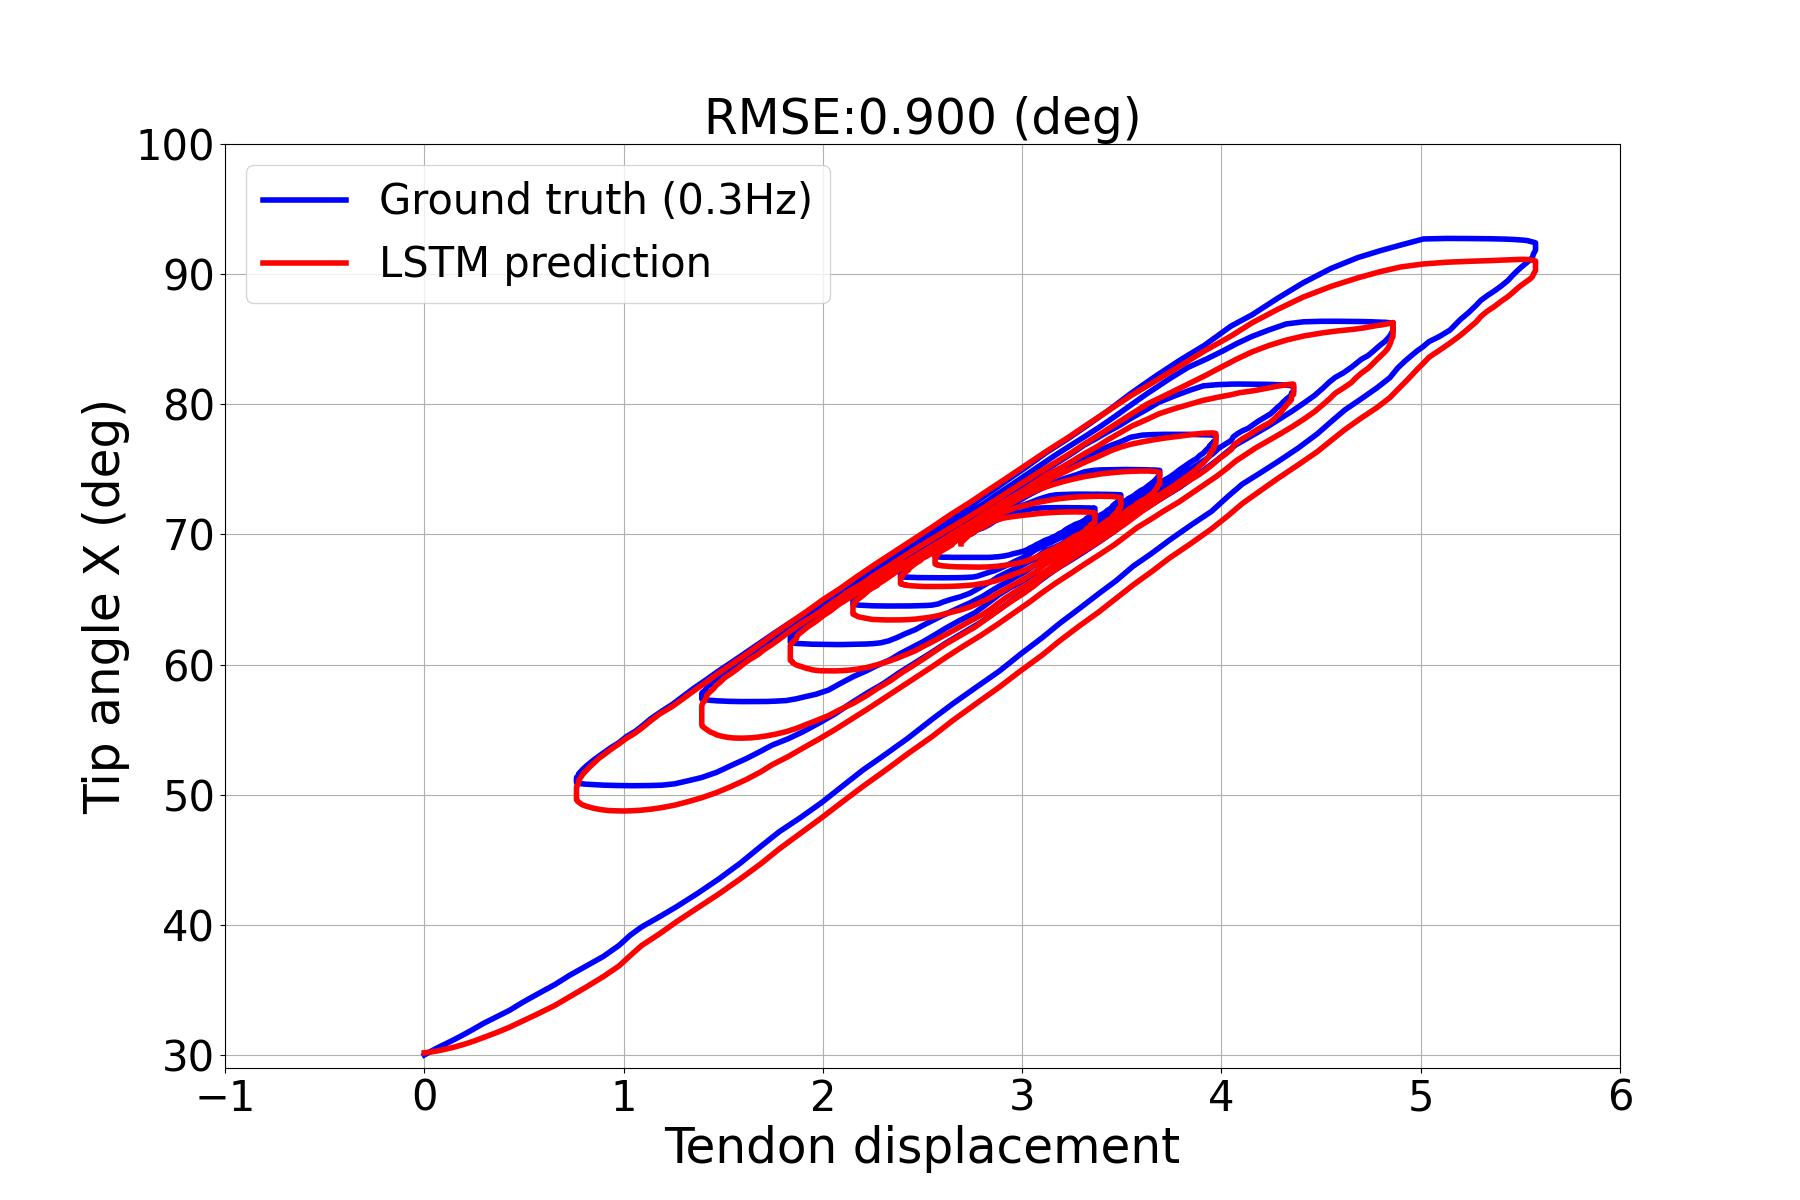 RMSE:0.900 (deg)
Ground truth (0.3Hz)
LSTM prediction
Tip angle X (deg)
100
90
80
70
60
50
40
30
−1 0 1 2 3 4 5 6
Tendon displacement